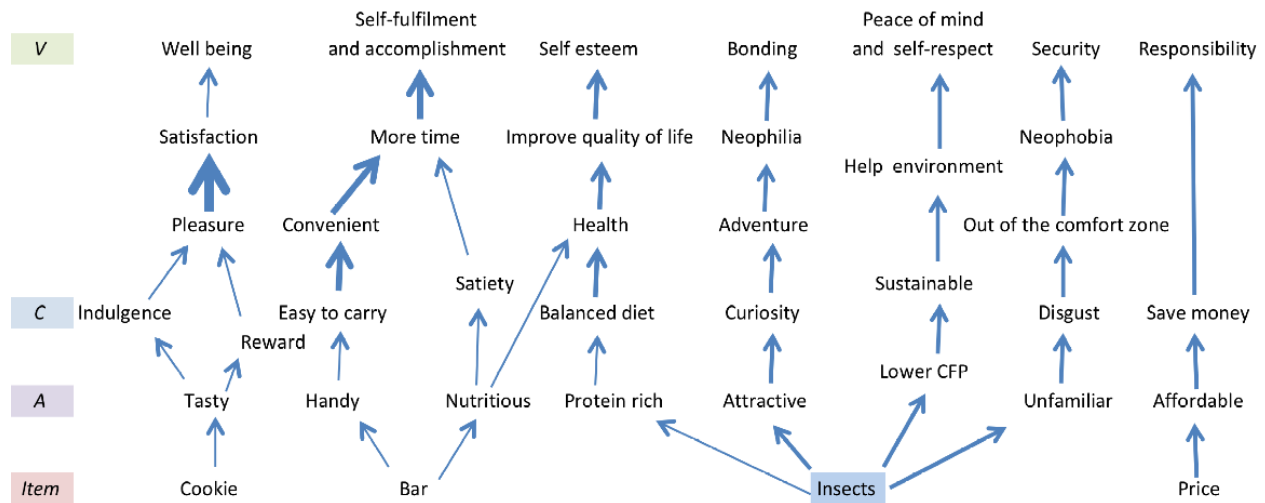 Self-fulfilment Peace of mind
V Well being and accomplishment Self esteem Bonding and self-respect Security Responsibility
Satisfaction More time Improve quality of life Neophilia Neophobia
Help environment
Pleasure Convenient Health Adventure Out of the comfort zone
Satiety Sustainable
C Indulgence Easy to carry Balanced diet Curiosity Disgust Save money
Reward
Lower CFP
A Tasty Handy Nutritious Protein rich Attractive Unfamiliar Affordable
Item Cookie Bar Insects Price